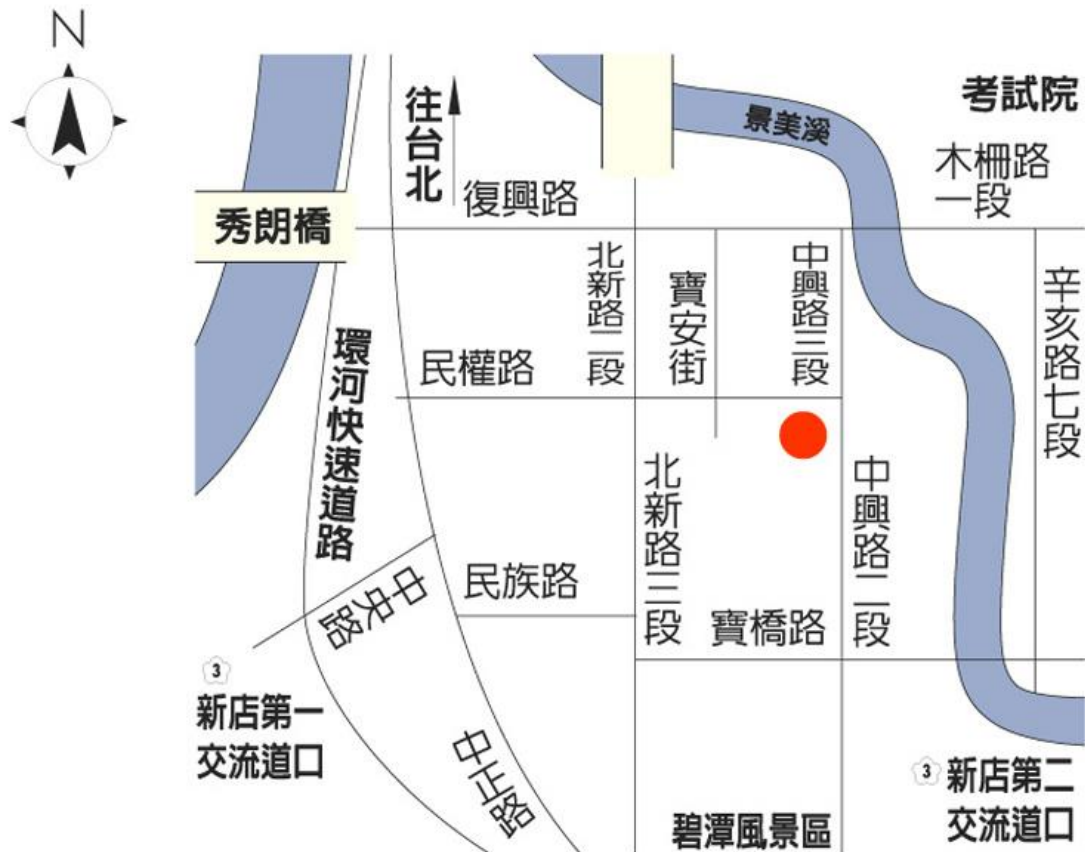 N
往台北
考試院
景美溪
木柵路
一段
復興路
秀朗橋
北新路二段
寶安街
中興路三段
辛亥路七段
環河快速道路
民權路
北新路三段
中興路二段
中央路
民族路
寶橋路
3
新店第一
交流道口
中正路
3
新店第二
交流道口
碧潭風景區